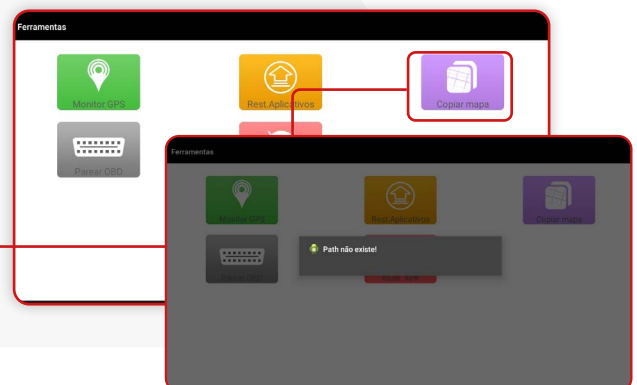 Ferramentas
Monitor GPS
Rest.Aplicativos
Copiar mapa
Parear OBD
Ferramentas
Monitor GPS
Rest.Aplicativos
Copiar mapa
Path não existe!
Parear OBD